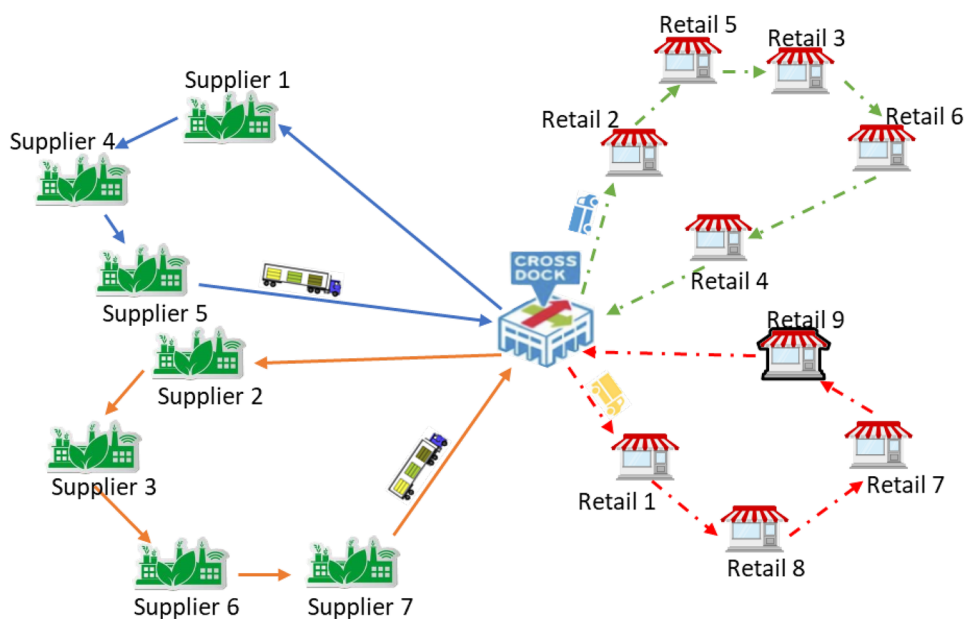 Retail 5
Retail 3
Supplier 1
Retail 2
Retail 6
Supplier 4
CROSS
DOCK
Retail 4
Supplier 5
Retail 9
Supplier 2
Supplier 3
Retail 1
Retail 7
Retail 8
Supplier 6
Supplier 7